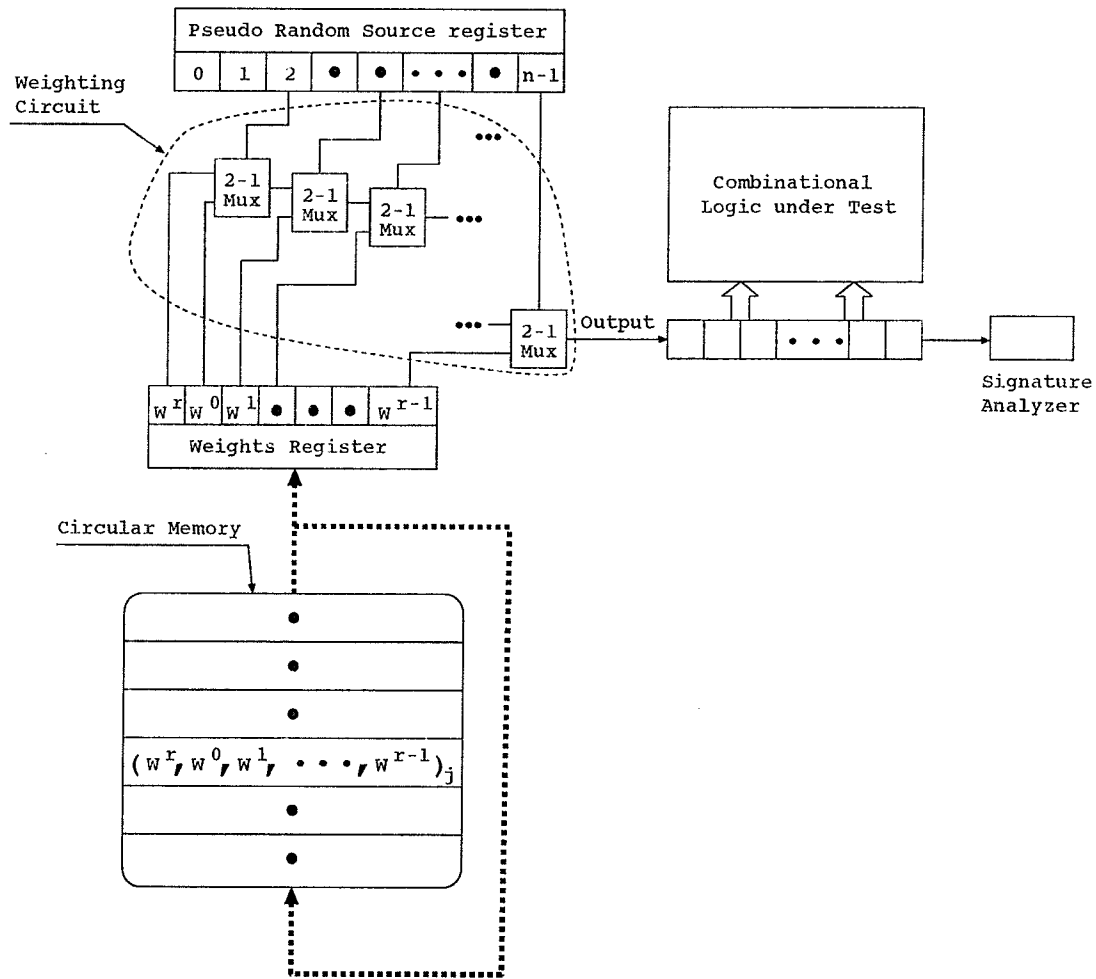 Pseudo Random Source register
0 1 2 ● ● • • • ● n-1
Weighting
Circuit
•••
2-1
Mux
2-1
Mux
2-1
Mux
•••
Combinational
Logic under Test
•••
2-1
Mux
Output
• • •
Signature
Analyzer
W^r W^0 W^1 ● ● ● W^r-1
Weights Register
Circular Memory
●
●
●
(W^r, W^0, W^1, • • •, W^r-1)_j
●
●